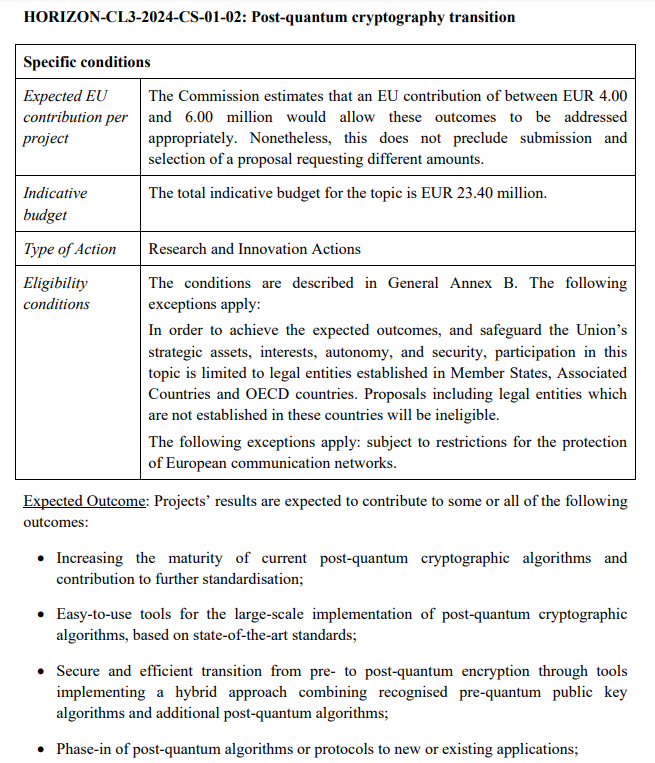 HORIZON-CL3-2024-CS-01-02: Post-quantum cryptography transition
Specific conditions
Expected EU contribution per project
The Commission estimates that an EU contribution of between EUR 4.00
and 6.00 million would allow these outcomes to be addressed
appropriately. Nonetheless, this does not preclude submission and
selection of a proposal requesting different amounts.
Indicative budget
The total indicative budget for the topic is EUR 23.40 million.
Type of Action
Research and Innovation Actions
Eligibility conditions
The conditions are described in General Annex B. The following
exceptions apply:
In order to achieve the expected outcomes, and safeguard the Union's
strategic assets, interests, autonomy, and security, participation in this
topic is limited to legal entities established in Member States, Associated
Countries and OECD countries. Proposals including legal entities which
are not established in these countries will be ineligible.
The following exceptions apply: subject to restrictions for the protection
of European communication networks.
Expected Outcome: Projects' results are expected to contribute to some or all of the following
outcomes:
• Increasing the maturity of current post-quantum cryptographic algorithms and
contribution to further standardisation;
• Easy-to-use tools for the large-scale implementation of post-quantum cryptographic
algorithms, based on state-of-the-art standards;
• Secure and efficient transition from pre- to post-quantum encryption through tools
implementing a hybrid approach combining recognised pre-quantum public key
algorithms and additional post-quantum algorithms;
• Phase-in of post-quantum algorithms or protocols to new or existing applications;